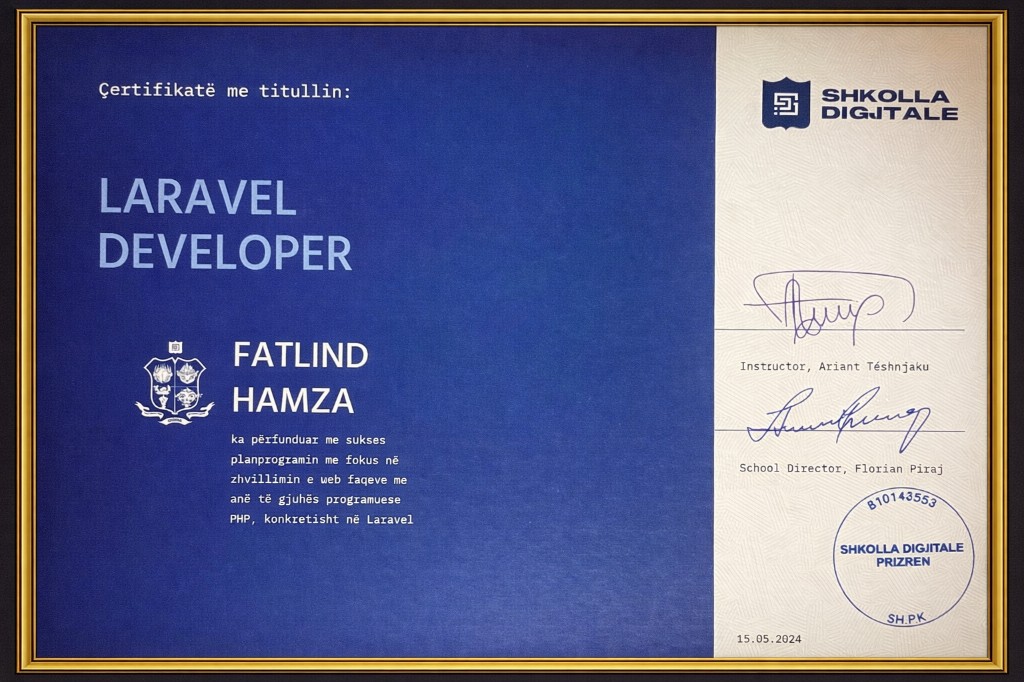 Çertifikatë me titullin:
LARAVEL
DEVELOPER
FATLIND
HAMZA
ka përfunduar me sukses
planprogramin me fokus në
zhvillimin e web faqeve me
anë të gjuhës programuese
PHP, konkretisht në Laravel
SHKOLLA
DIGJITALE
Instructor, Ariant Tëshnjaku
School Director, Florian Piraj
B10143553
SHKOLLA DIGJITALE
PRIZREN
SH.PK
15.05.2024